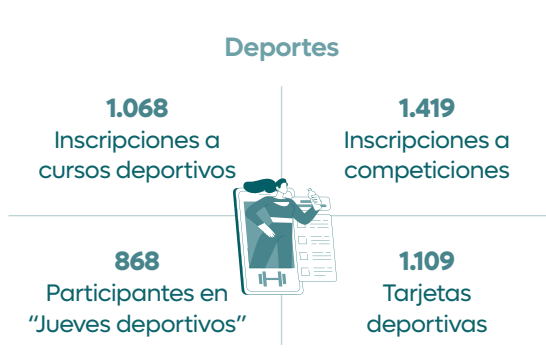 Deportes
1.068
Inscripciones a
cursos deportivos
1.419
Inscripciones a
competiciones
868
Participantes en
“Jueves deportivos”
1.109
Tarjetas
deportivas